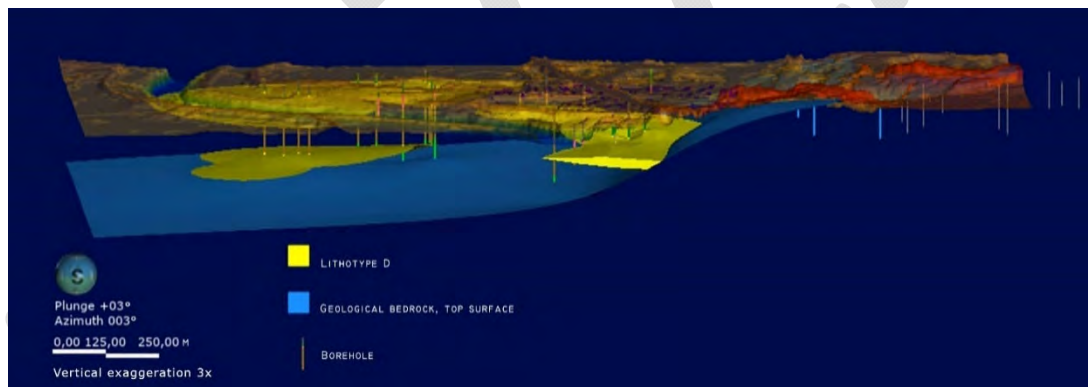 S
LITHOTYPE D
GEOLOGICAL BEDROCK, TOP SURFACE
Plunge +03°
Azimuth 003°
0,00 125,00 250,00 M
BOREHOLE
Vertical exaggeration 3x